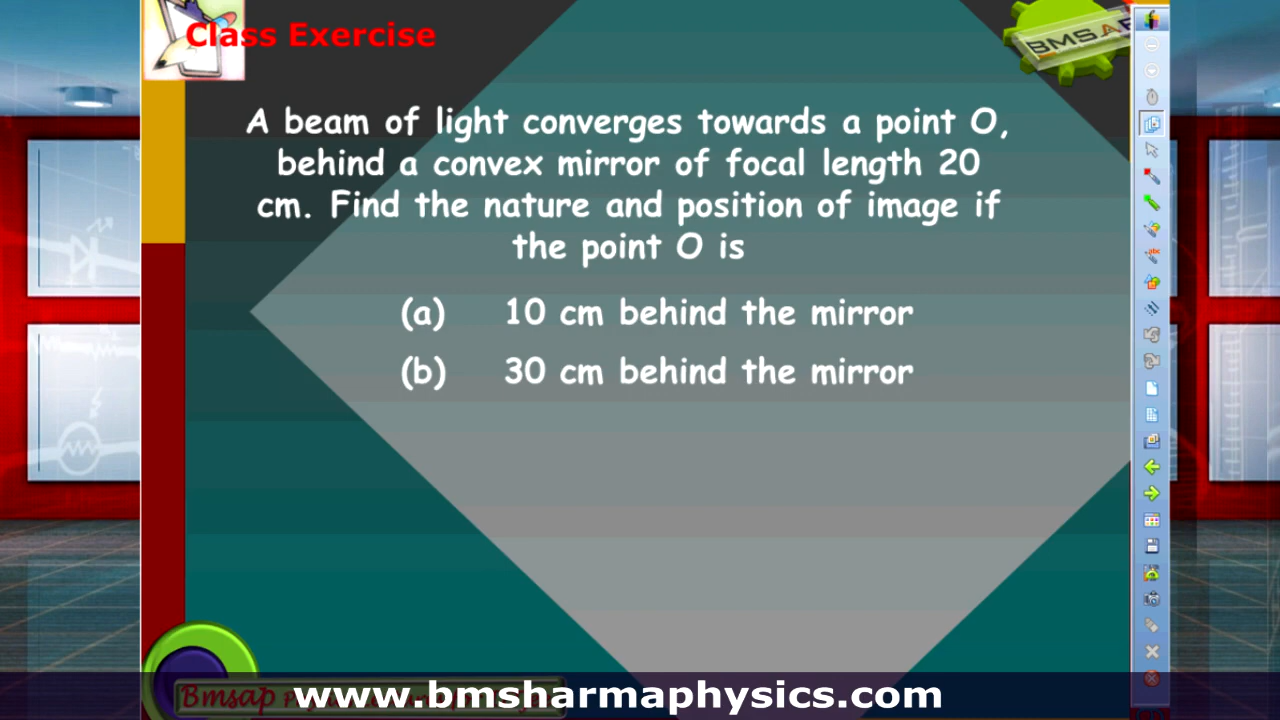 Class Exercise
A beam of light converges towards a point O,
behind a convex mirror of focal length 20
cm. Find the nature and position of image if
the point O is
(a) 10 cm behind the mirror
(b) 30 cm behind the mirror
Bmsap
www.bmsharmaphysics.com